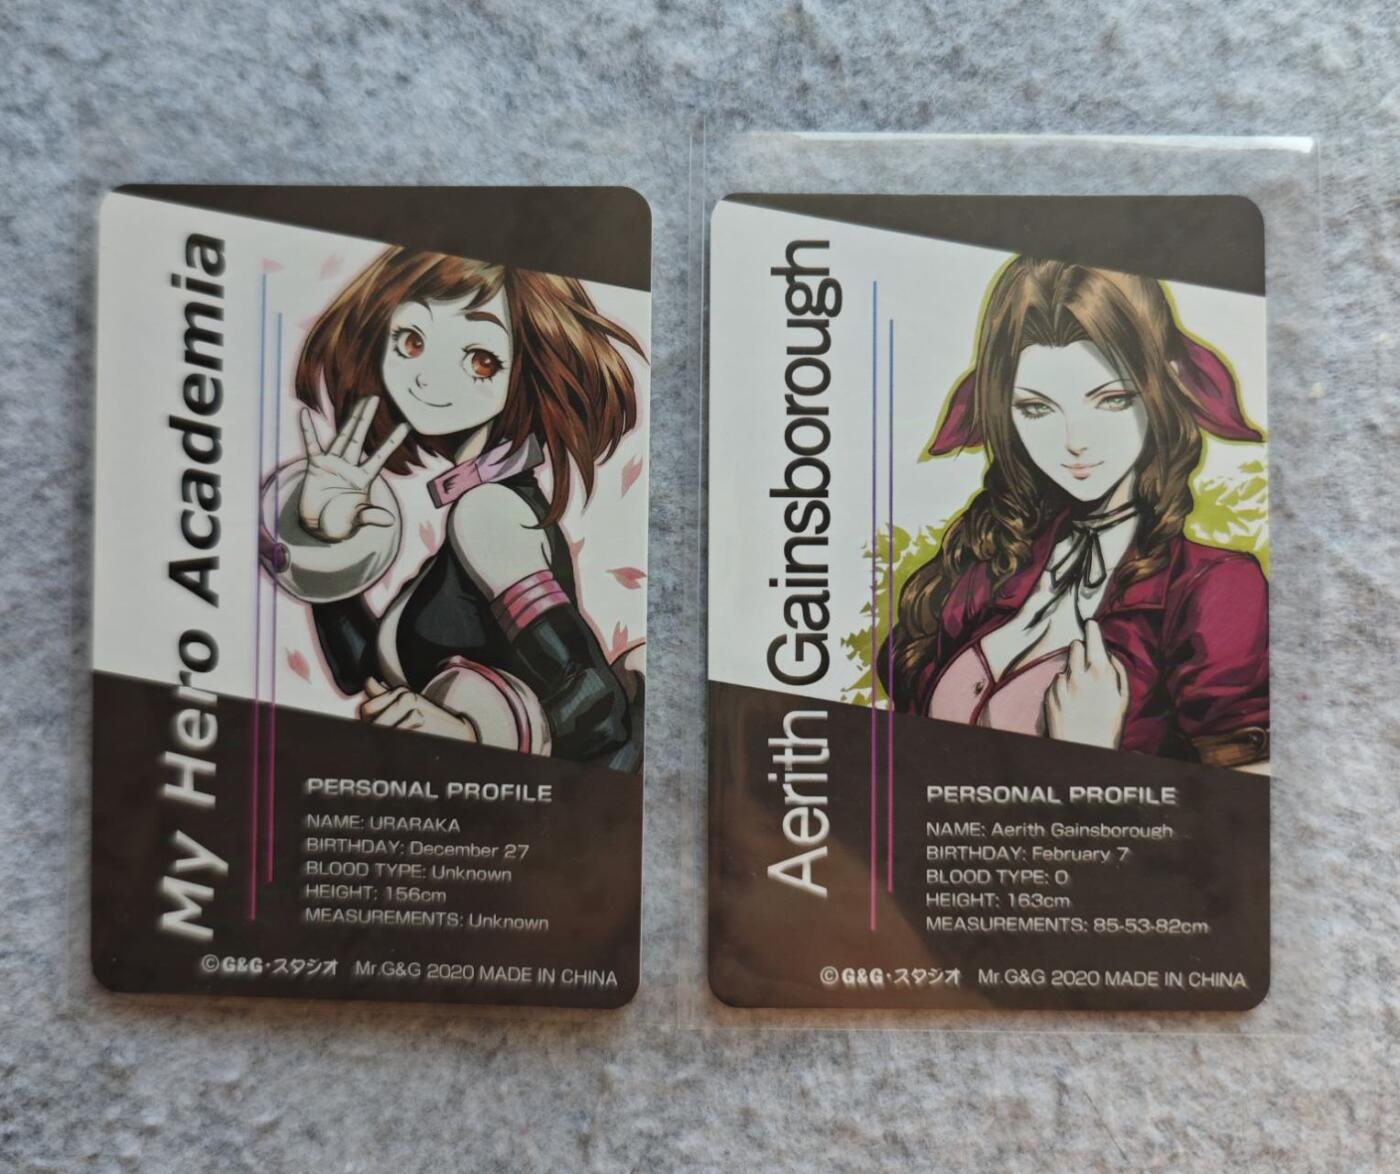 My Hero Academia
PERSONAL PROFILE
NAME: URARAKA
BIRTHDAY: December 27
BLOOD TYPE: Unknown
HEIGHT: 156cm
MEASUREMENTS: Unknown
©G&G・スタジオ Mr.G&G 2020 MADE IN CHINA
Aerith Gainsborough
PERSONAL PROFILE
NAME: Aerith Gainsborough
BIRTHDAY: February 7
BLOOD TYPE: O
HEIGHT: 163cm
MEASUREMENTS: 85-53-82cm
©G&G・スタジオ Mr.G&G 2020 MADE IN CHINA